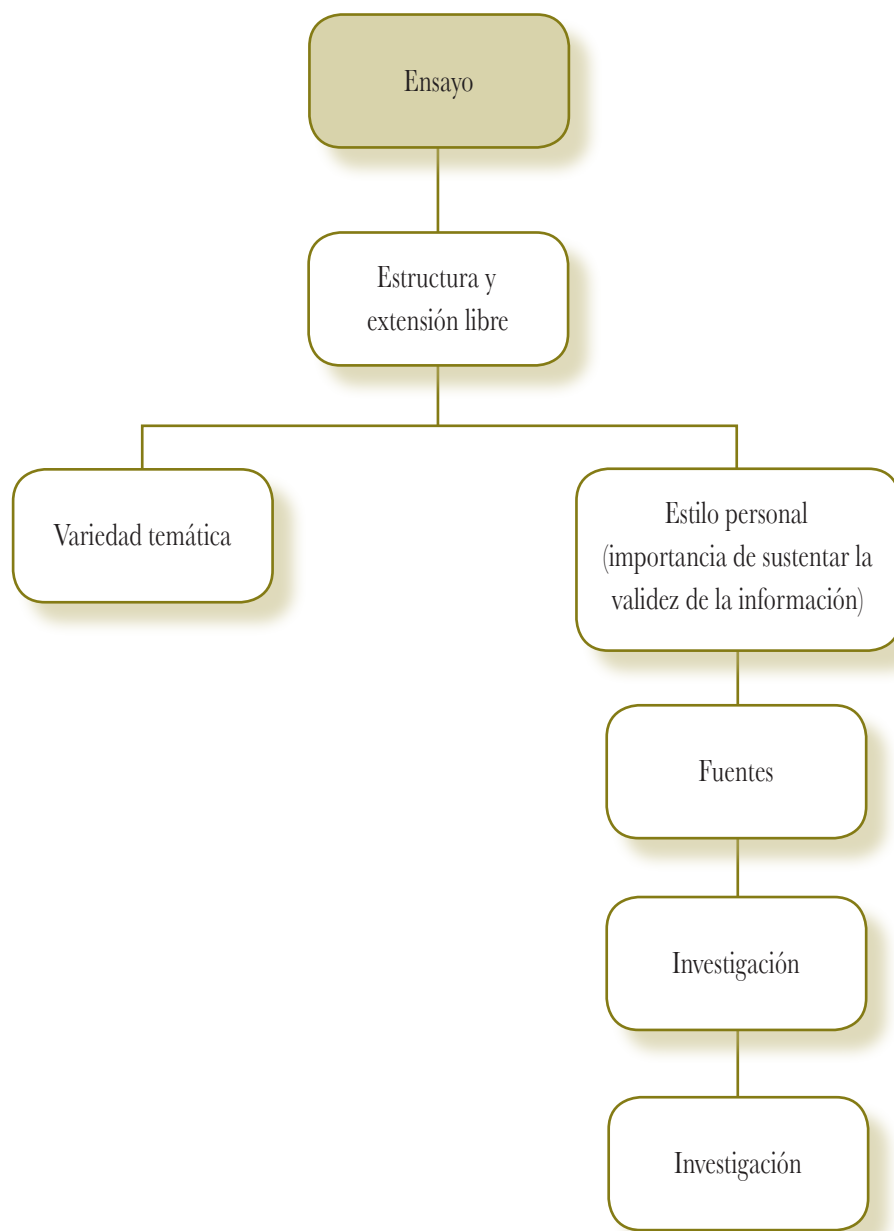 Ensayo
Estructura y
extensión libre
Variedad temática
Estilo personal
(importancia de sustentar la
validez de la información)
Fuentes
Investigación
Investigación